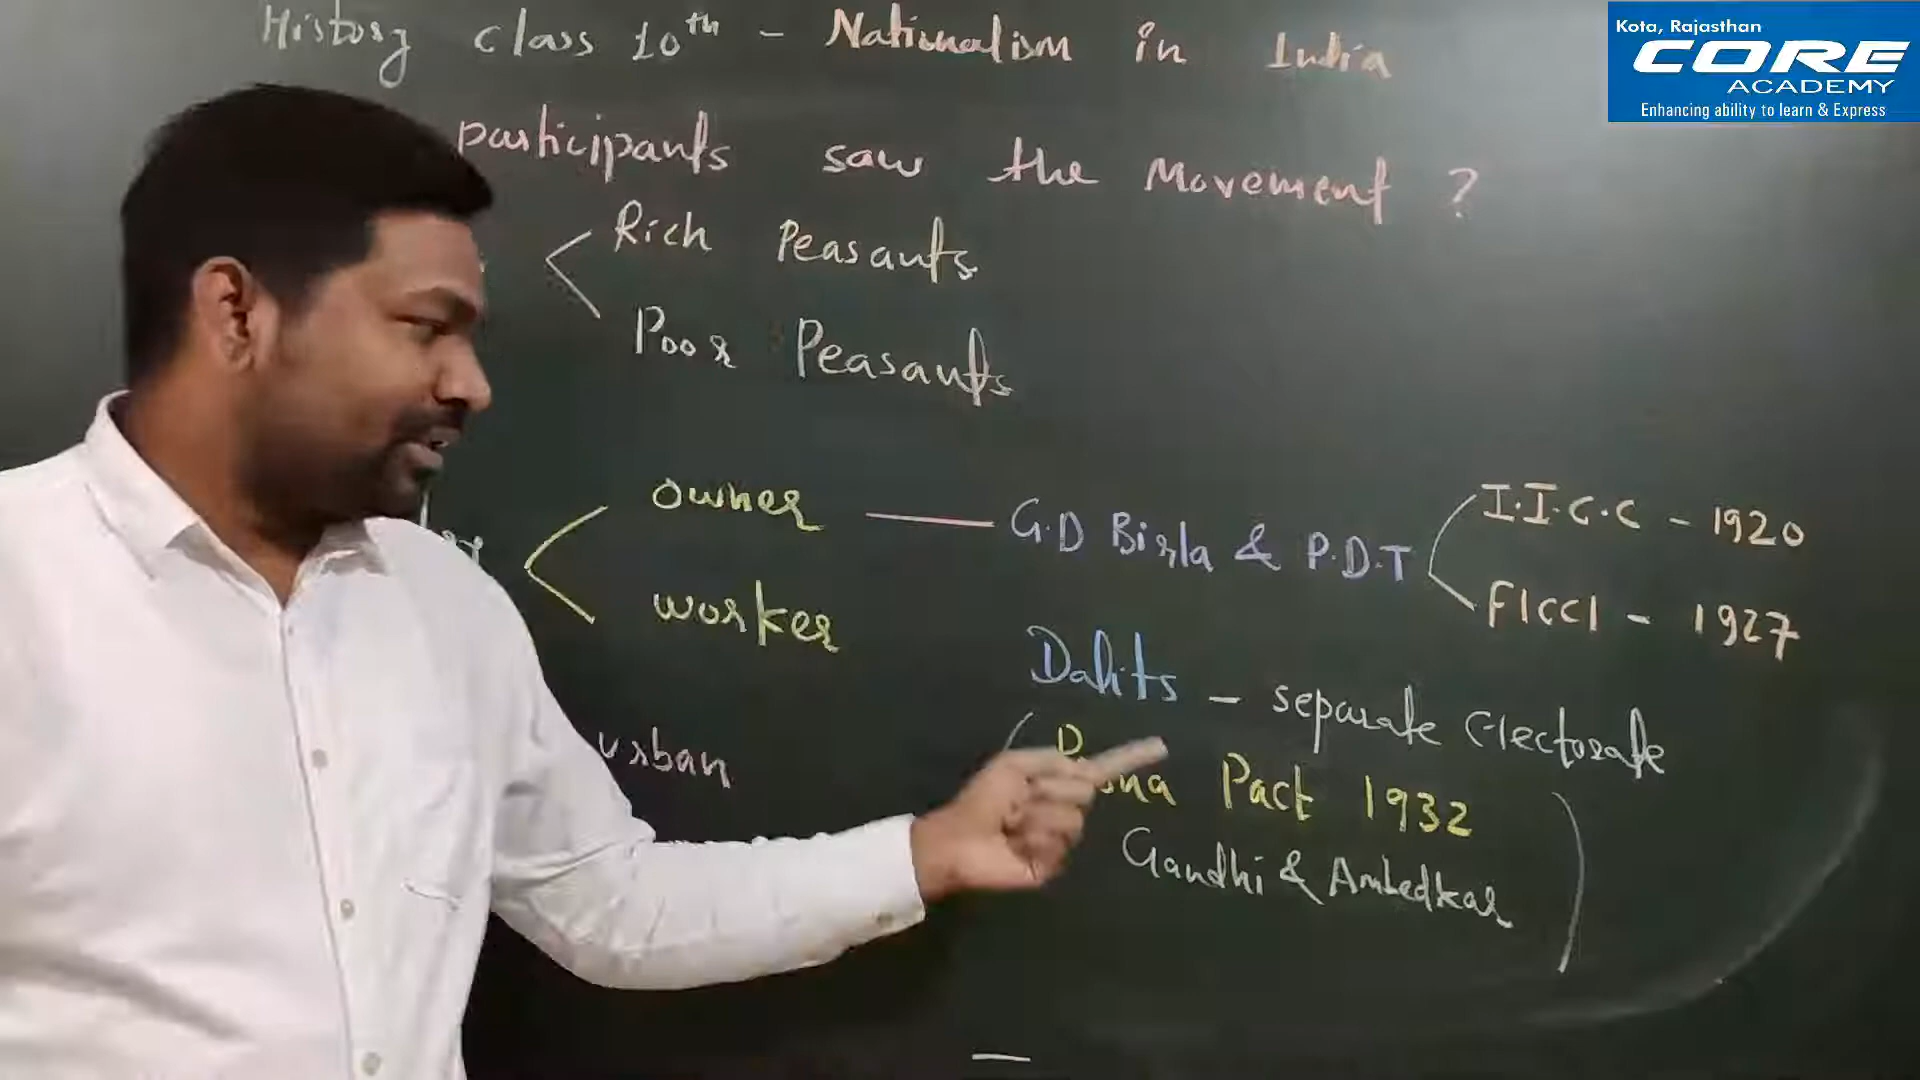 History class 10th - Nationalism in India
Kota, Rajasthan
CORE
ACADEMY
Enhancing ability to learn & Express
participants saw the Movement ?
Rich Peasants
Poor Peasants
owner — G.D Birla & P.D.T
I.I.C.C - 1920
FICCI - 1927
worker
Dalits - separate Electorate
urban
Poona Pact 1932
Gandhi & Ambedkar